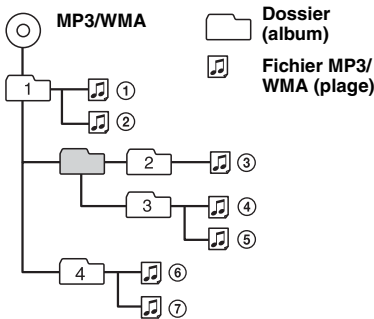 MP3/WMA
Dossier
(album)
Fichier MP3/
WMA (plage)
1
①
②
2
③
3
④
⑤
4
⑥
⑦